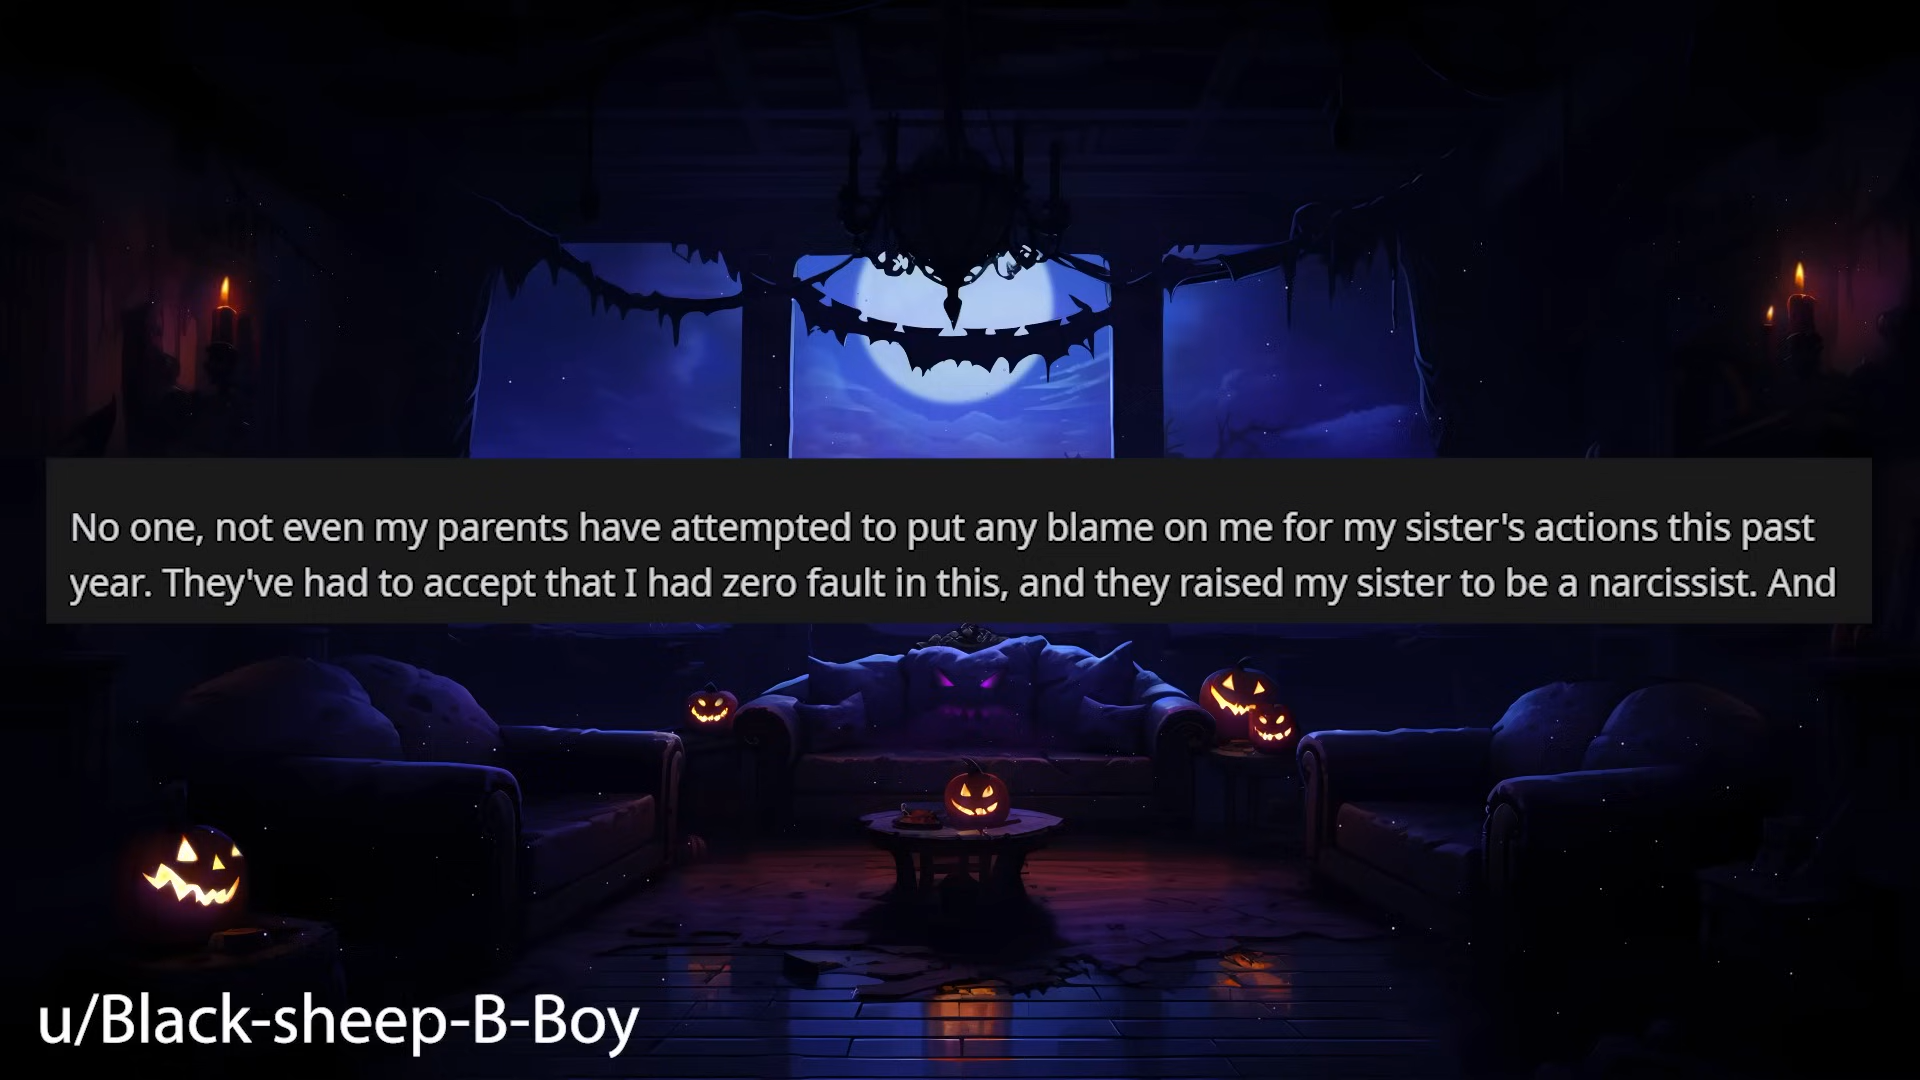 No one, not even my parents have attempted to put any blame on me for my sister's actions this past
year. They've had to accept that I had zero fault in this, and they raised my sister to be a narcissist. And
u/Black-sheep-B-Boy